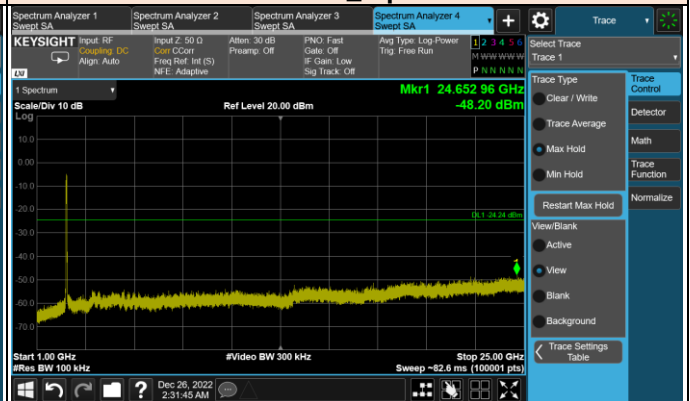 Spectrum Analyzer 1
Swept SA
Spectrum Analyzer 2
Swept SA
Spectrum Analyzer 3
Swept SA
Spectrum Analyzer 4
Swept SA
+
Trace
KEYSIGHT
LXI
Input: RF
Coupling: DC
Align: Auto
Input Z: 50 Ω
Corr CCorr
Freq Ref: Int (S)
NFE: Adaptive
Atten: 30 dB
Preamp: Off
PNO: Fast
Gate: Off
IF Gain: Low
Sig Track: Off
Avg Type: Log-Power
Trig: Free Run
1 2 3 4 5 6
M W W W W W
P N N N N N
Select Trace
Trace 1
1 Spectrum
Scale/Div 10 dB
Log
Ref Level 20.00 dBm
Mkr1 24.652 96 GHz
-48.20 dBm
10.0
0.00
-10.0
-20.0
-30.0
-40.0
-50.0
-60.0
-70.0
DL1 -24.24 dBm
1
Start 1.00 GHz
#Res BW 100 kHz
#Video BW 300 kHz
Stop 25.00 GHz
Sweep ~82.6 ms (100001 pts)
Trace Type
Clear / Write
Trace Average
Max Hold
Min Hold
Restart Max Hold
View/Blank
Active
View
Blank
Background
Trace Settings
Table
Trace
Control
Detector
Math
Trace
Function
Normalize
?
Dec 26, 2022
2:31:45 AM